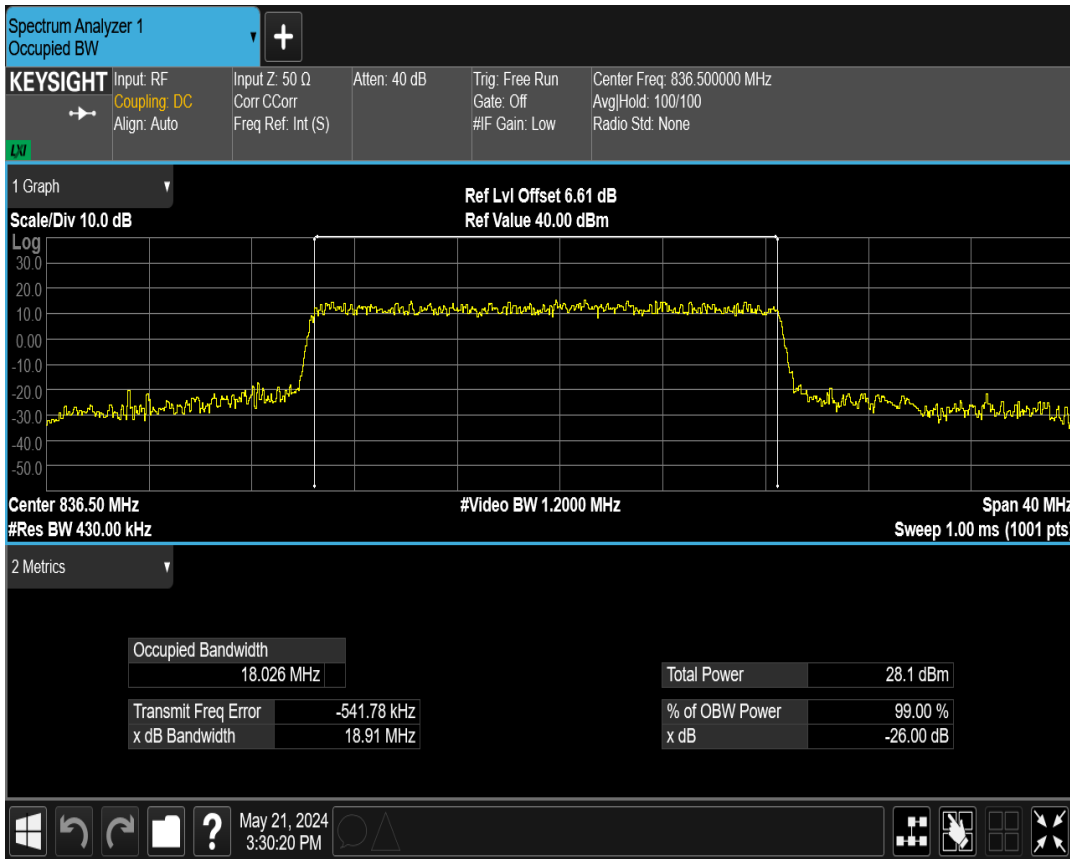 Spectrum Analyzer 1
Occupied BW
+
KEYSIGHT
Input: RF
Coupling: DC
Align: Auto
Input Z: 50 Ω
Corr CCorr
Freq Ref: Int (S)
Atten: 40 dB
Trig: Free Run
Gate: Off
#IF Gain: Low
Center Freq: 836.500000 MHz
Avg|Hold: 100/100
Radio Std: None
LXI
1 Graph
Scale/Div 10.0 dB
Ref Lvl Offset 6.61 dB
Ref Value 40.00 dBm
Log
30.0
20.0
10.0
0.00
-10.0
-20.0
-30.0
-40.0
-50.0
Center 836.50 MHz
#Res BW 430.00 kHz
#Video BW 1.2000 MHz
Span 40 MHz
Sweep 1.00 ms (1001 pts)
2 Metrics
Occupied Bandwidth
18.026 MHz
Transmit Freq Error -541.78 kHz
x dB Bandwidth 18.91 MHz
Total Power 28.1 dBm
% of OBW Power 99.00 %
x dB -26.00 dB
?
May 21, 2024
3:30:20 PM